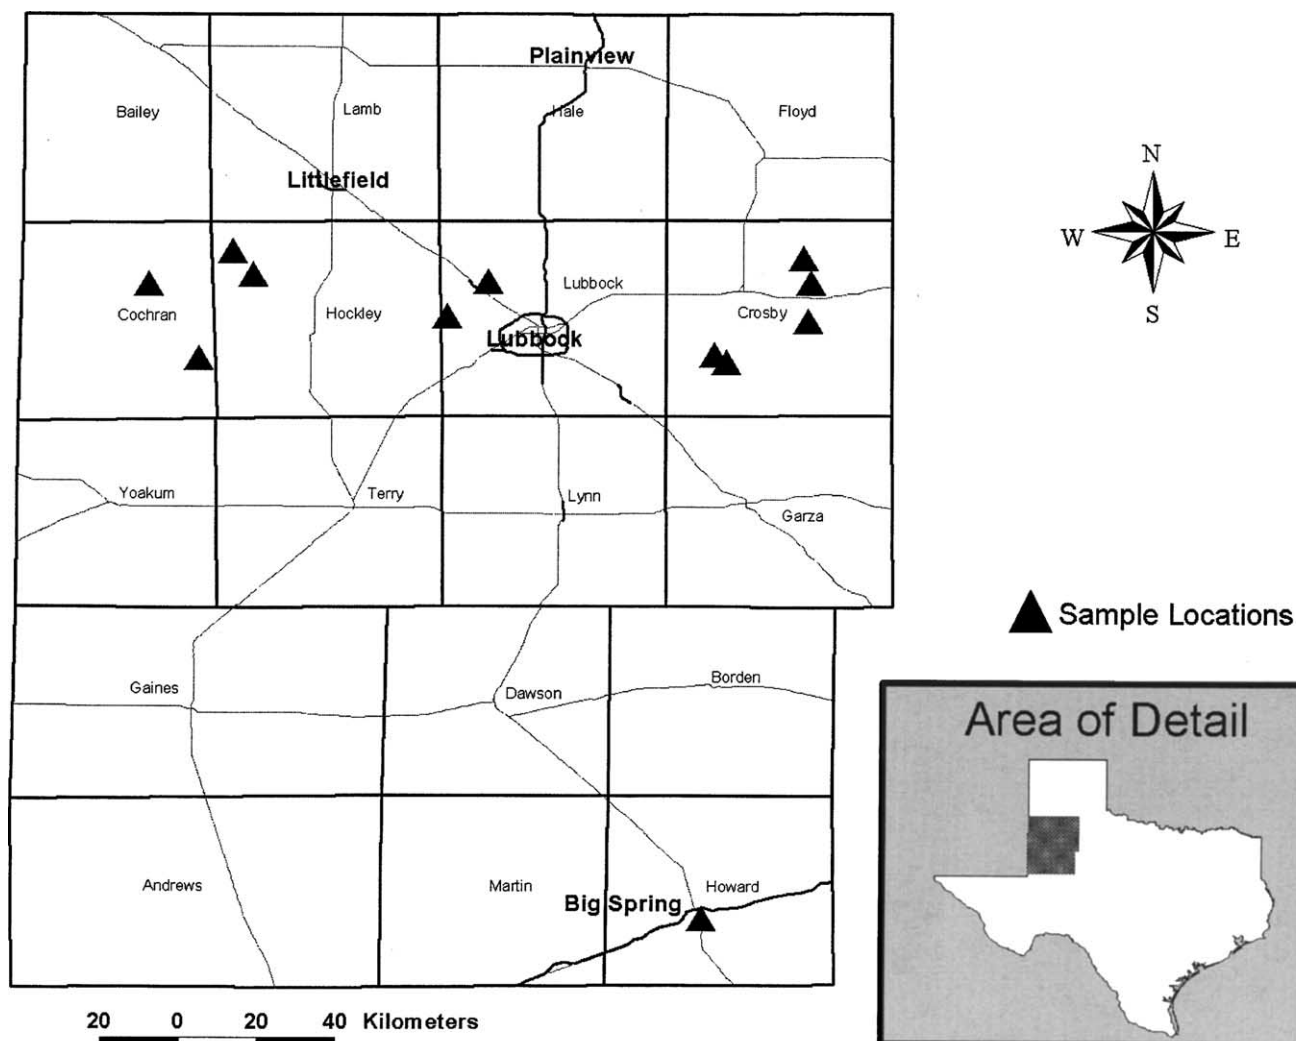 Plainview
Bailey
Lamb
Hale
Floyd
Littlefield
N
W
E
S
Cochran
Hockley
Lubbock
Crosby
Lubbock
Yoakum
Terry
Lynn
Garza
Sample Locations
Gaines
Dawson
Borden
Area of Detail
Andrews
Martin
Howard
Big Spring
20 0 20 40 Kilometers